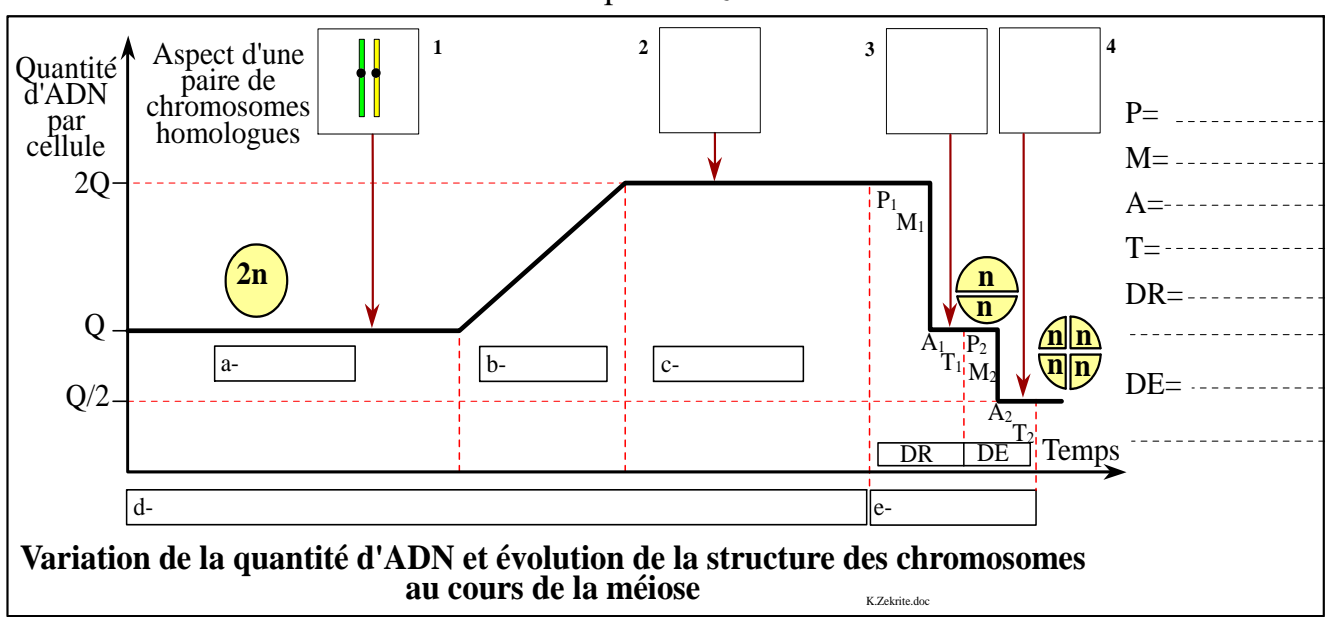 Quantité
d'ADN
par
cellule
Aspect d'une
paire de
chromosomes
homologues
1
2
3
4
2Q
Q
Q/2
2n
P1
M1
A1
T1
P2
M2
A2
T2
n
n
n n
n n
a-
b-
c-
DR
DE
Temps
d-
e-
P=
M=
A=
T=
DR=
DE=
Variation de la quantité d'ADN et évolution de la structure des chromosomes
au cours de la méiose
K.Zekrite.doc